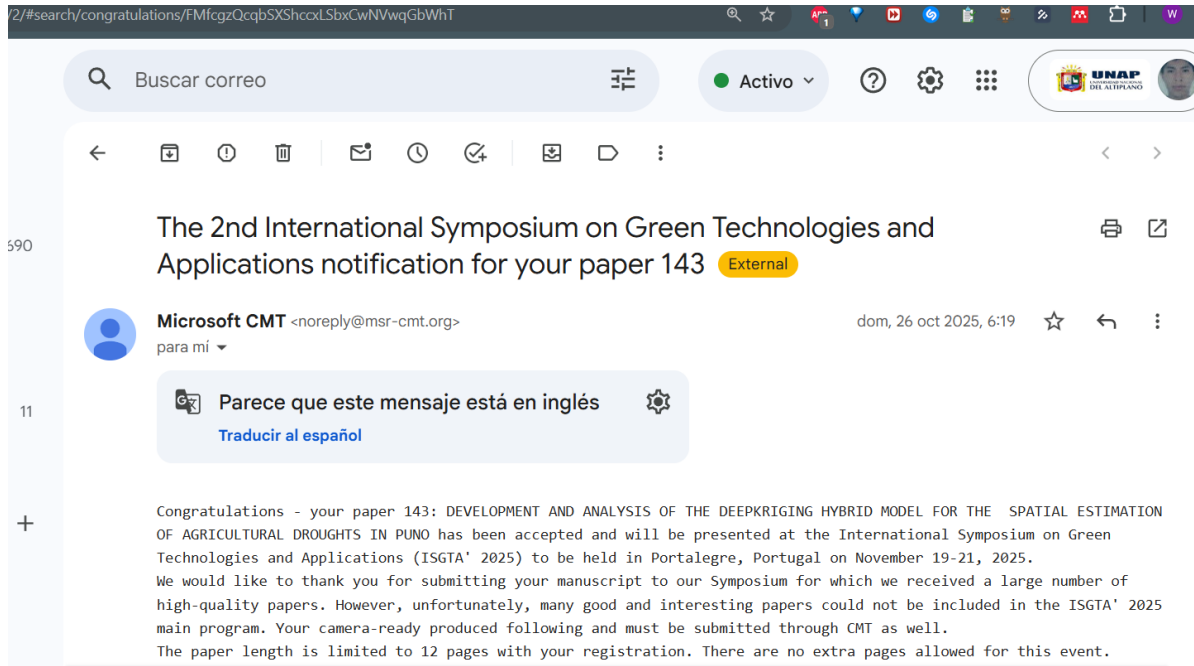 /2/#search/congratulations/FMfcgzQcqbSXShccxLSbxCwNVwqGbWhT
1
W
Buscar correo
Activo
UNAP
UNIVERSIDAD NACIONAL
DEL ALTIPLANO
The 2nd International Symposium on Green Technologies and
Applications notification for your paper 143 External
690
Microsoft CMT <noreply@msr-cmt.org>
dom, 26 oct 2025, 6:19
para mí
Parece que este mensaje está en inglés
11
Traducir al español
Congratulations - your paper 143: DEVELOPMENT AND ANALYSIS OF THE DEEPKRIGING HYBRID MODEL FOR THE  SPATIAL ESTIMATION
OF AGRICULTURAL DROUGHTS IN PUNO has been accepted and will be presented at the International Symposium on Green
Technologies and Applications (ISGTA' 2025) to be held in Portalegre, Portugal on November 19-21, 2025.
We would like to thank you for submitting your manuscript to our Symposium for which we received a large number of
high-quality papers. However, unfortunately, many good and interesting papers could not be included in the ISGTA' 2025
main program. Your camera-ready produced following and must be submitted through CMT as well.
The paper length is limited to 12 pages with your registration. There are no extra pages allowed for this event.